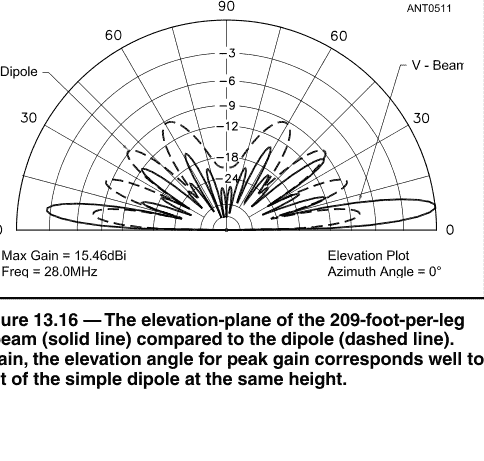 ANT0511
90
60
60
Dipole
V - Beam
30
30
-3
-6
-9
-12
-18
-24
0
0
Max Gain = 15.46dBi
Elevation Plot
Freq = 28.0MHz
Azimuth Angle = 0°
ure 13.16 — The elevation-plane of the 209-foot-per-leg
eam (solid line) compared to the dipole (dashed line).
ain, the elevation angle for peak gain corresponds well to
t of the simple dipole at the same height.